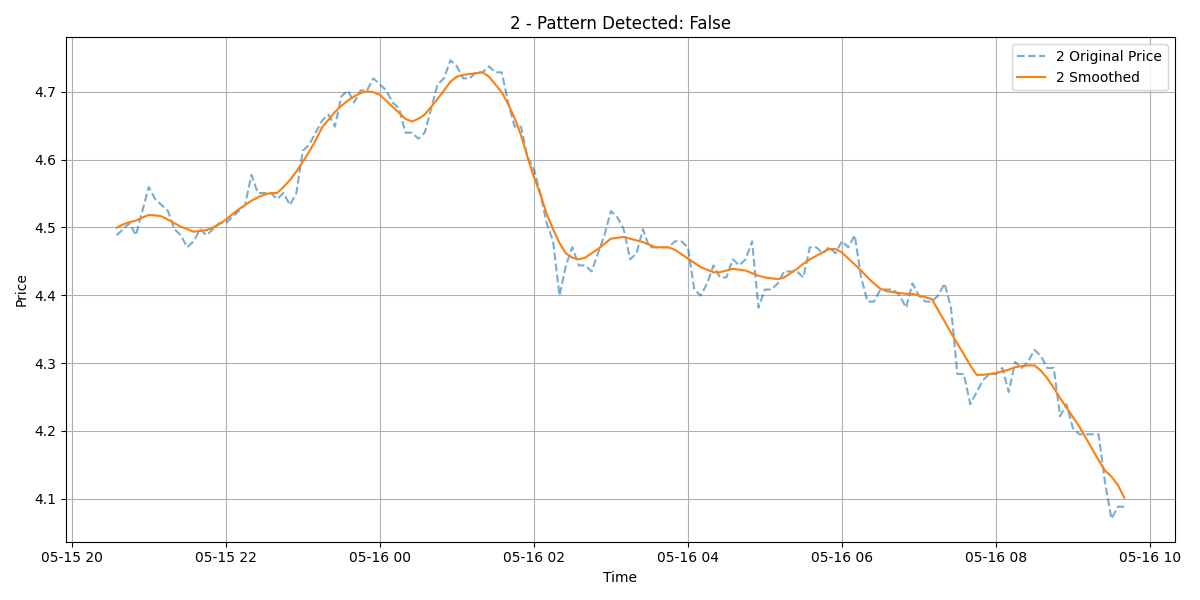 2 - Pattern Detected: False
2 Original Price
2 Smoothed
Price
4.7
4.6
4.5
4.4
4.3
4.2
4.1
05-15 20 05-15 22 05-16 00 05-16 02 05-16 04 05-16 06 05-16 08 05-16 10
Time